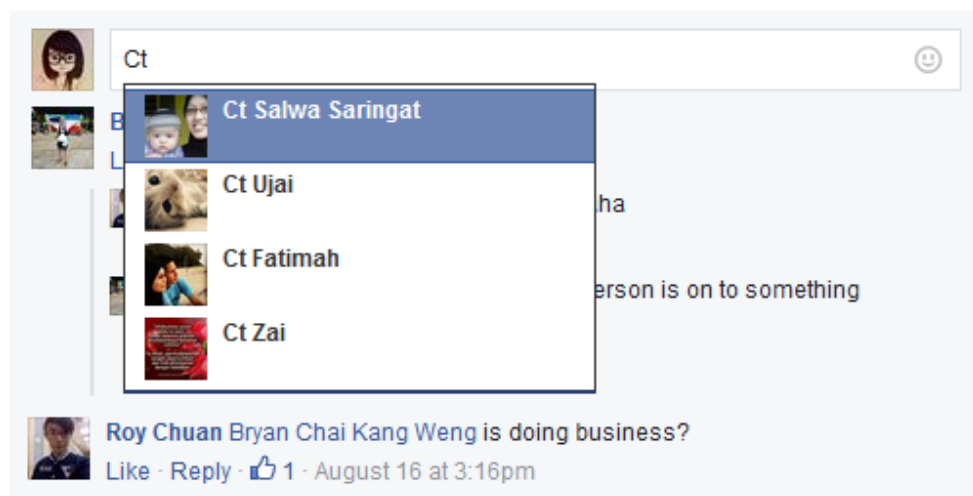 Ct
Ct Salwa Saringat
B
L
Ct Ujai
ha
Ct Fatimah
erson is on to something
Ct Zai
Roy Chuan Bryan Chai Kang Weng is doing business?
Like · Reply · 1 · August 16 at 3:16pm